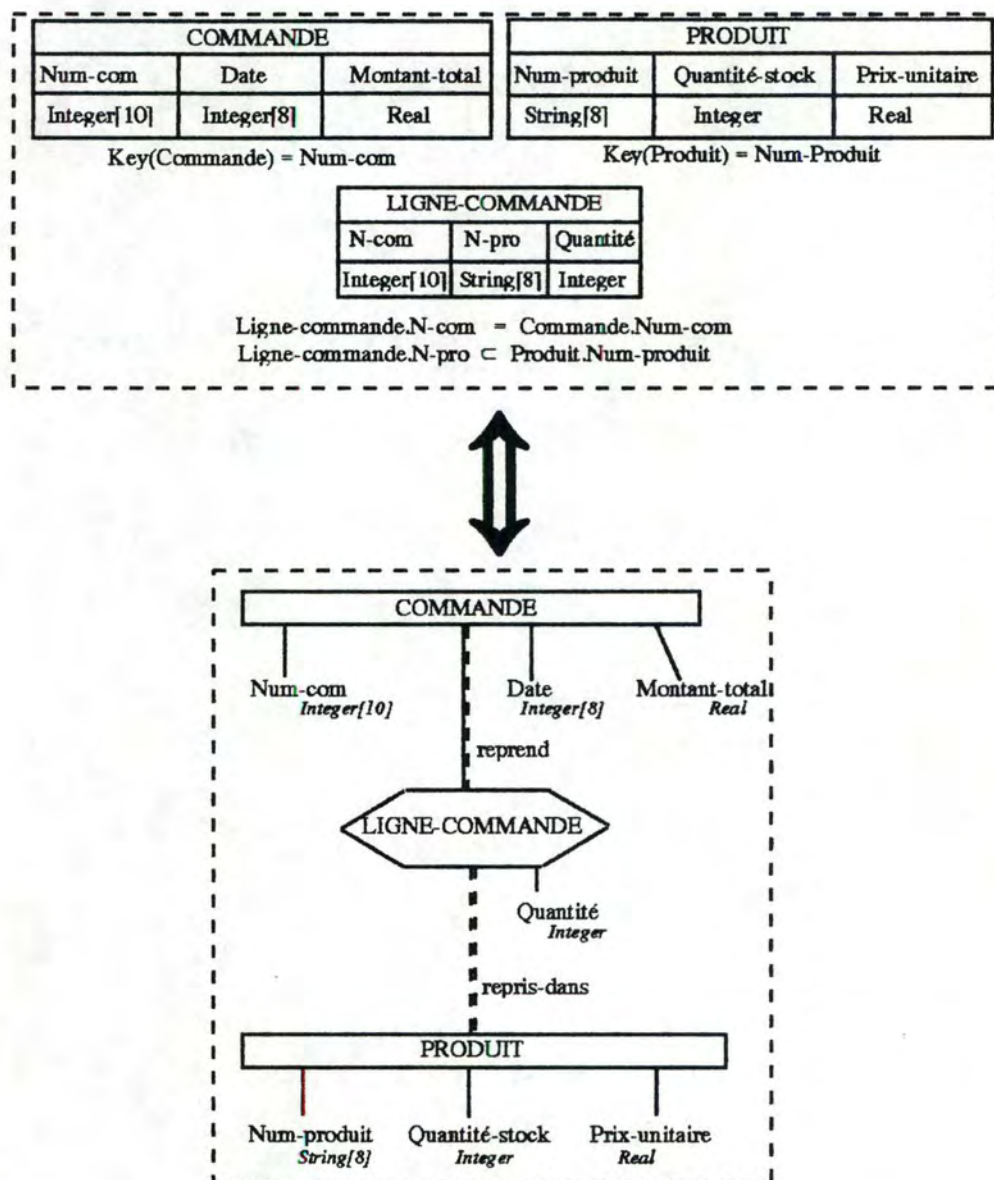 COMMANDE
Num-com Date Montant-total
Integer[10] Integer[8] Real
Key(Commande) = Num-com
PRODUIT
Num-produit Quantité-stock Prix-unitaire
String[8] Integer Real
Key(Produit) = Num-Produit
LIGNE-COMMANDE
N-com N-pro Quantité
Integer[10] String[8] Integer
Ligne-commande.N-com = Commande.Num-com
Ligne-commande.N-pro ⊂ Produit.Num-produit
COMMANDE
Num-com Date Montant-total
Integer[10] Integer[8] Real
reprend
LIGNE-COMMANDE
Quantité
Integer
repris-dans
PRODUIT
Num-produit Quantité-stock Prix-unitaire
String[8] Integer Real